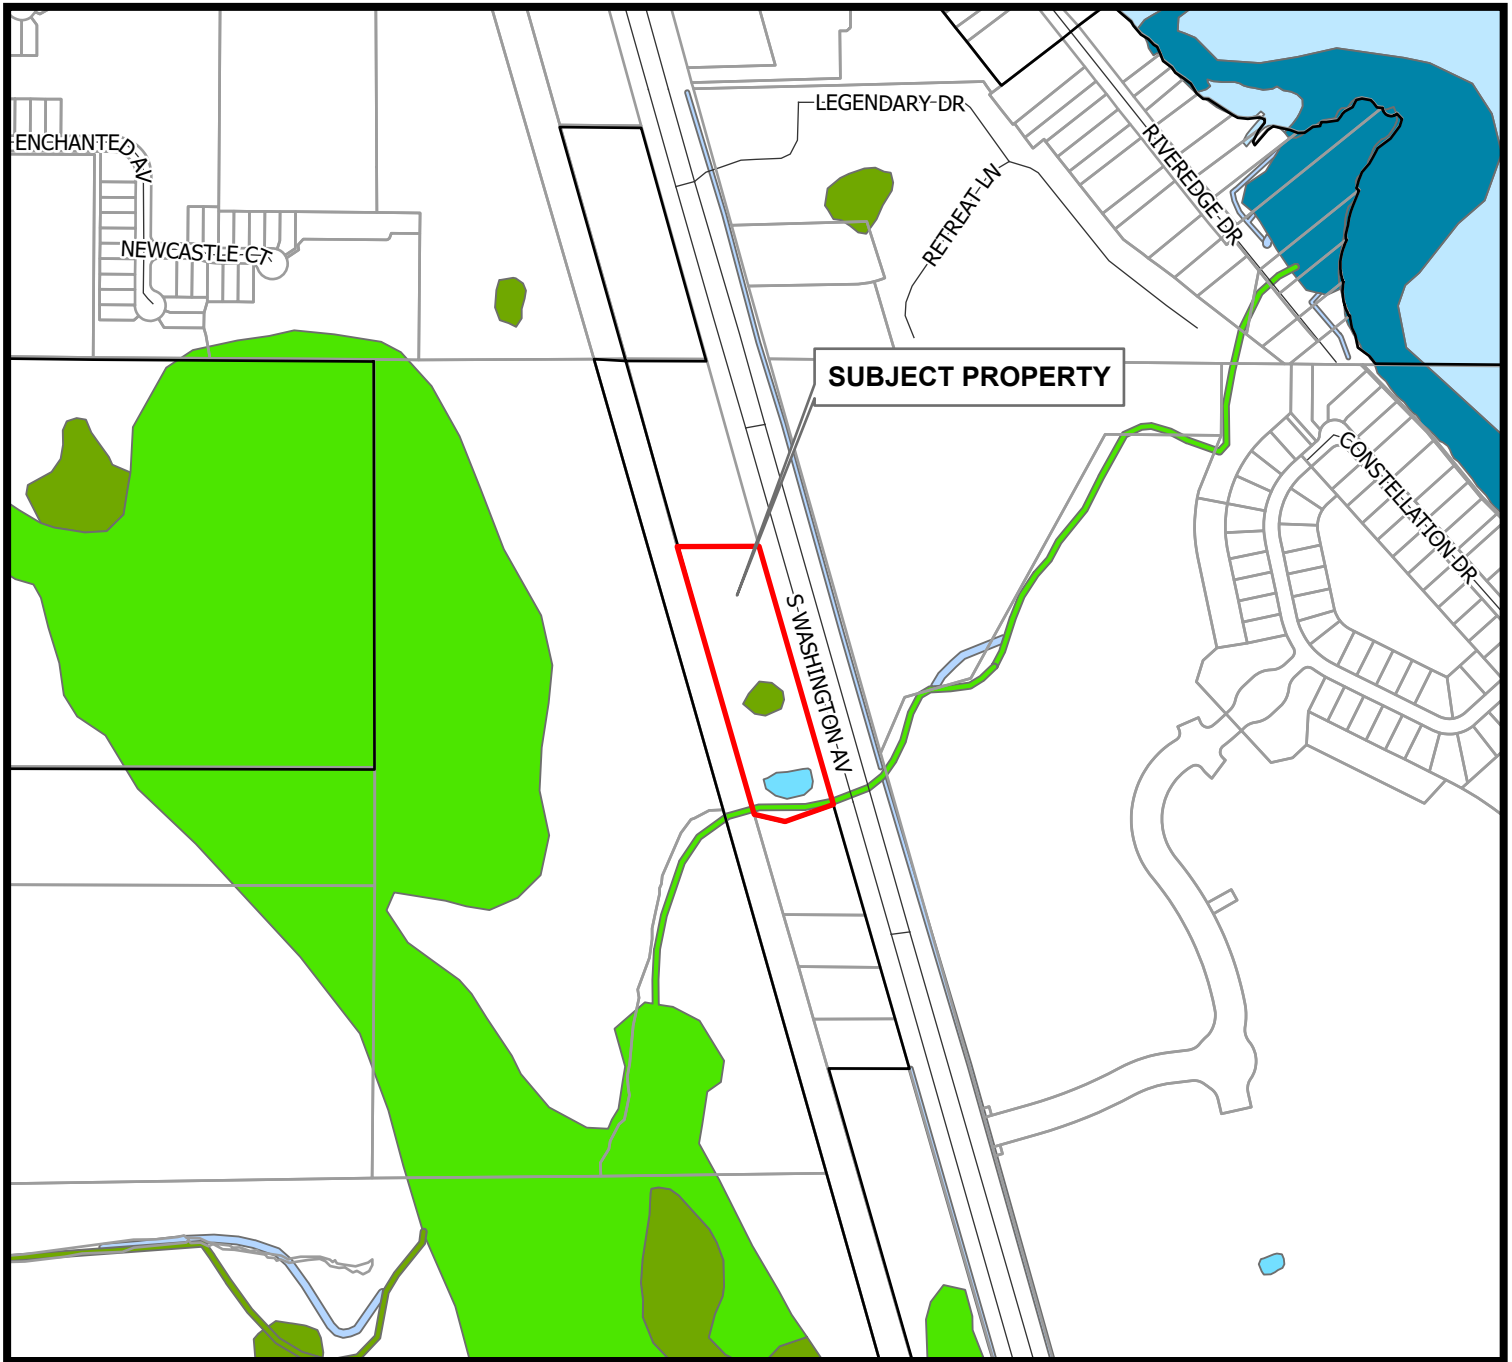 LEGENDARY DR
ENCHANTED AV
RIVEREDGE DR
RETREAT LN
NEWCASTLE CT
SUBJECT PROPERTY
CONSTELLATION DR
S WASHINGTON AV